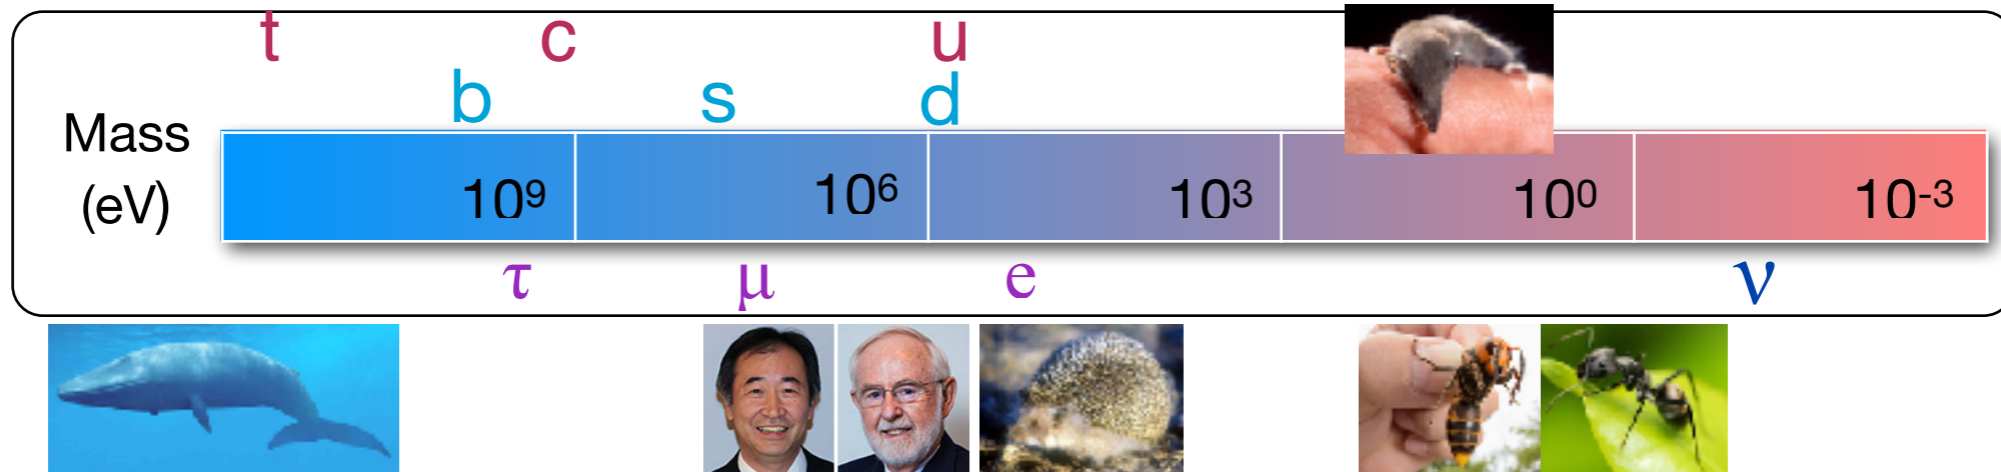 t c u
b s d
Mass
(eV)
10⁹ 10⁶ 10³ 10⁰ 10⁻³
τ μ e ν